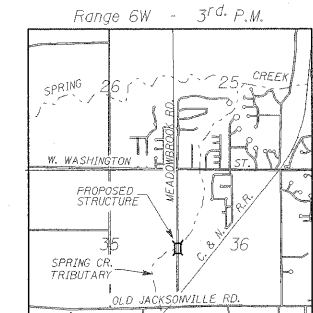 Range 6W - 3rd. P.M.
SPRING
26
25
CREEK
MEADOWBROOK RD.
W. WASHINGTON
ST.
PROPOSED
STRUCTURE
C. & N. R.R.
35
36
SPRING CR.
TRIBUTARY
OLD JACKSONVILLE RD.